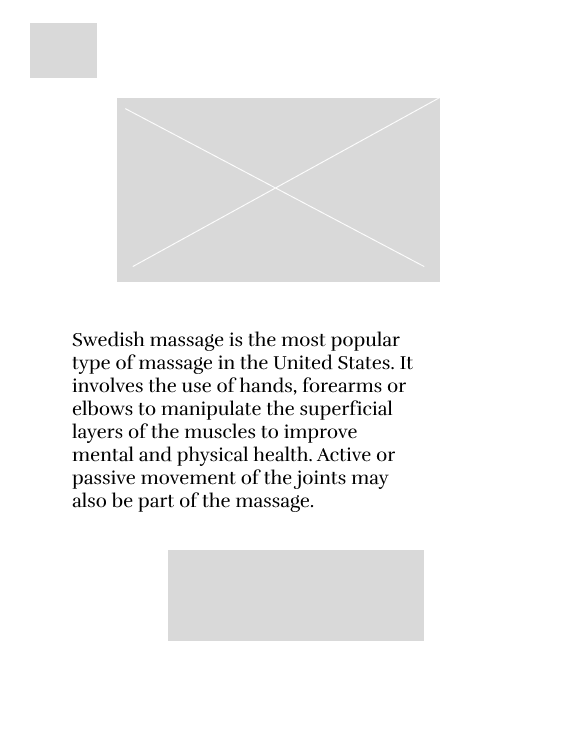 Swedish massage is the most popular
type of massage in the United States. It
involves the use of hands, forearms or
elbows to manipulate the superficial
layers of the muscles to improve
mental and physical health. Active or
passive movement of the joints may
also be part of the massage.